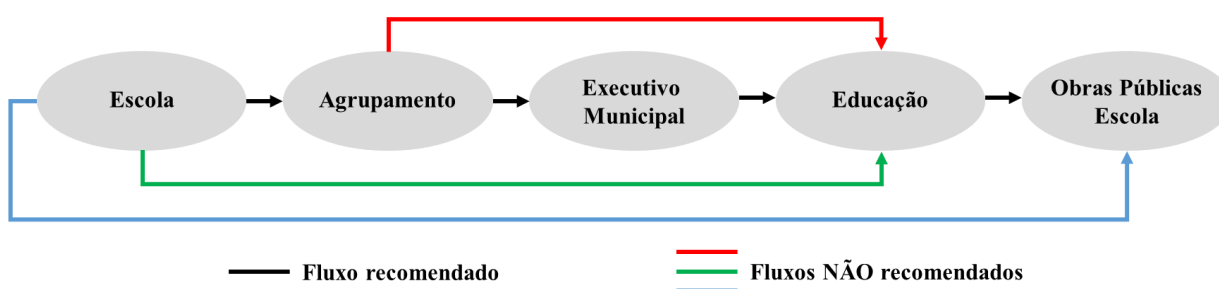 Escola
Agrupamento
Executivo
Municipal
Educação
Obras Públicas
Escola
Fluxo recomendado
Fluxos NÃO recomendados